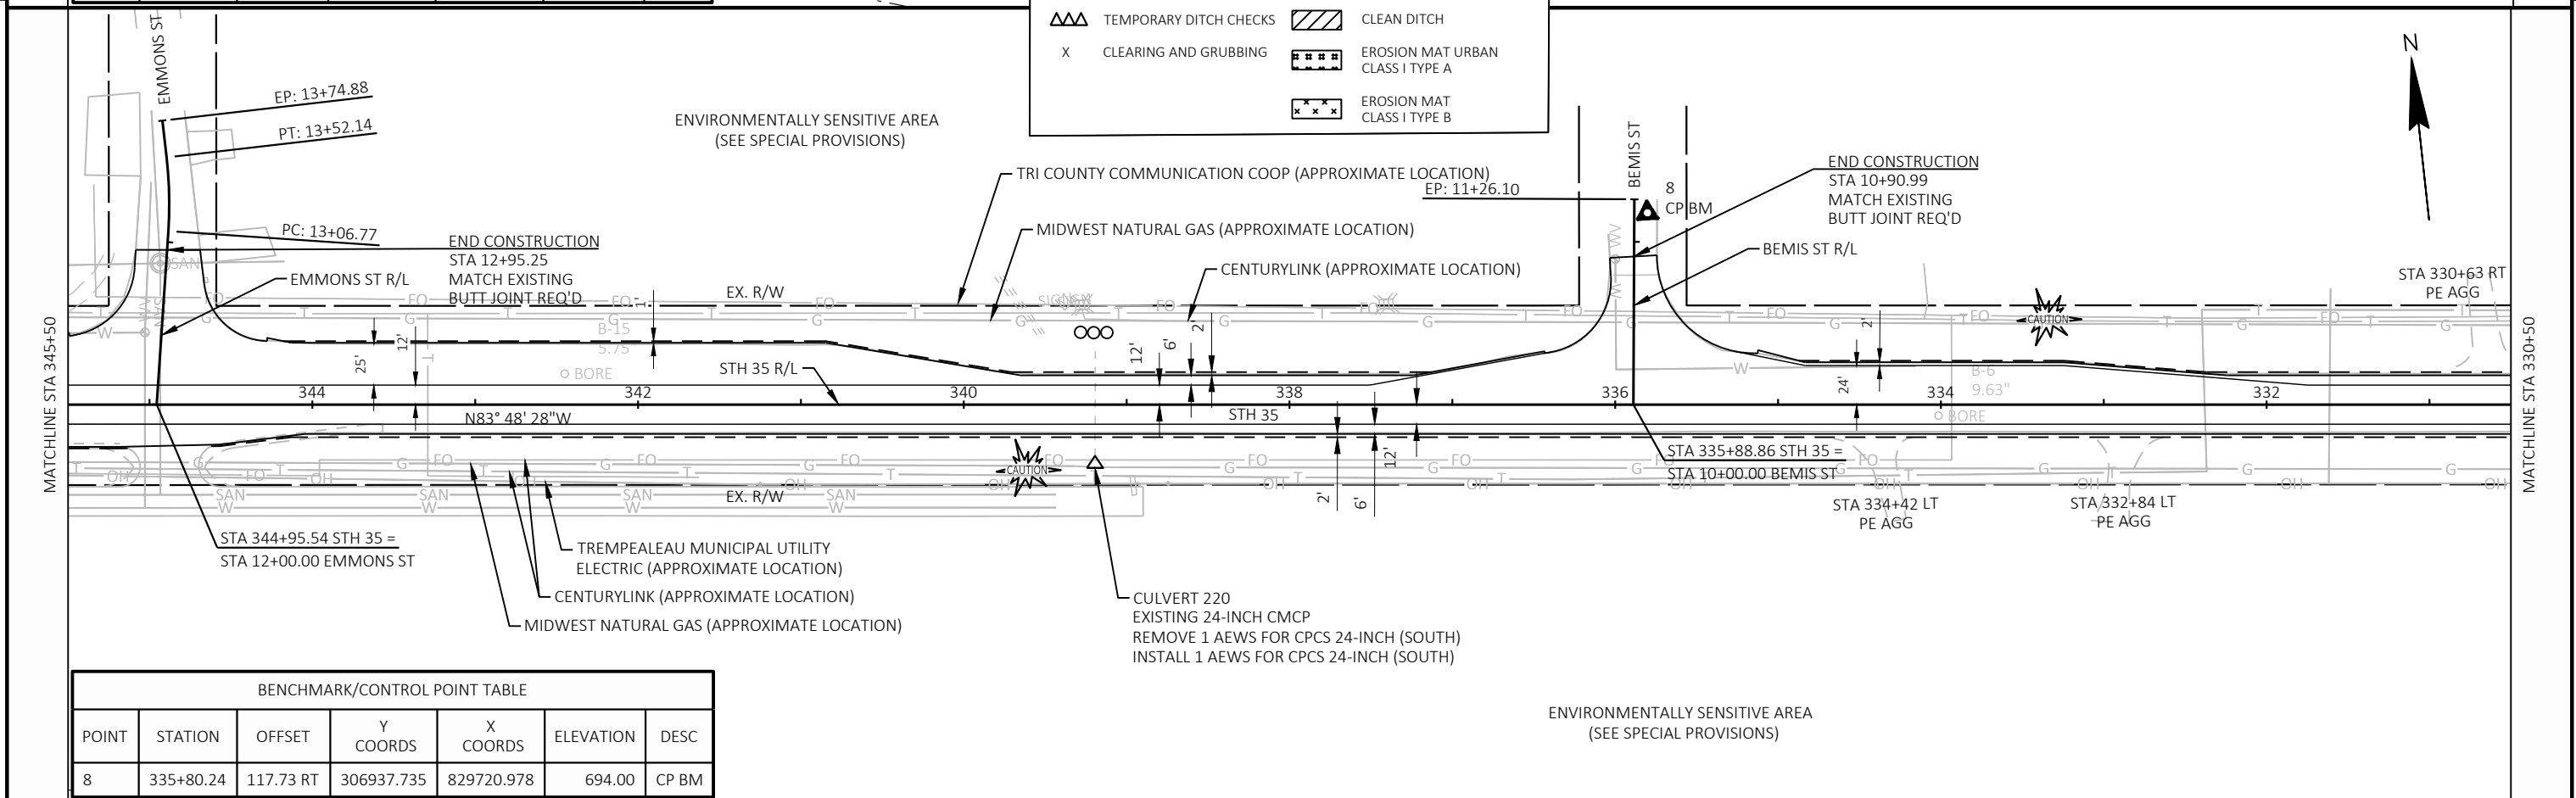 TEMPORARY DITCH CHECKS
X CLEARING AND GRUBBING
CLEAN DITCH
EROSION MAT URBAN
CLASS I TYPE A
EROSION MAT
CLASS I TYPE B
N
EMMONS ST
EP: 13+74.88
PT: 13+52.14
PC: 13+06.77
ENVIRONMENTALLY SENSITIVE AREA
(SEE SPECIAL PROVISIONS)
END CONSTRUCTION
STA 12+95.25
MATCH EXISTING
BUTT JOINT REQ'D
EMMONS ST R/L
TRI COUNTY COMMUNICATION COOP (APPROXIMATE LOCATION)
MIDWEST NATURAL GAS (APPROXIMATE LOCATION)
CENTURYLINK (APPROXIMATE LOCATION)
EP: 11+26.10
BEMIS ST
8
CP BM
END CONSTRUCTION
STA 10+90.99
MATCH EXISTING
BUTT JOINT REQ'D
BEMIS ST R/L
STA 330+63 RT
PE AGG
MATCHLINE STA 345+50
MATCHLINE STA 330+50
SAN
EX. R/W
B-15
5.75
BORE
25'
12'
1'
STH 35 R/L
12'
6'
2'
CAUTION
24'
2'
B-6
9.63"
BORE
344
342
340
338
336
334
332
N83° 48' 28"W
STH 35
CAUTION
2'
6'
12'
EX. R/W
STA 335+88.86 STH 35 =
STA 10+00.00 BEMIS ST
STA 334+42 LT
PE AGG
STA 332+84 LT
PE AGG
STA 344+95.54 STH 35 =
STA 12+00.00 EMMONS ST
TREMPEALEAU MUNICIPAL UTILITY
ELECTRIC (APPROXIMATE LOCATION)
CENTURYLINK (APPROXIMATE LOCATION)
MIDWEST NATURAL GAS (APPROXIMATE LOCATION)
CULVERT 220
EXISTING 24-INCH CMCP
REMOVE 1 AEWS FOR CPCS 24-INCH (SOUTH)
INSTALL 1 AEWS FOR CPCS 24-INCH (SOUTH)
ENVIRONMENTALLY SENSITIVE AREA
(SEE SPECIAL PROVISIONS)
BENCHMARK/CONTROL POINT TABLE
POINT STATION OFFSET Y COORDS X COORDS ELEVATION DESC
8 335+80.24 117.73 RT 306937.735 829720.978 694.00 CP BM